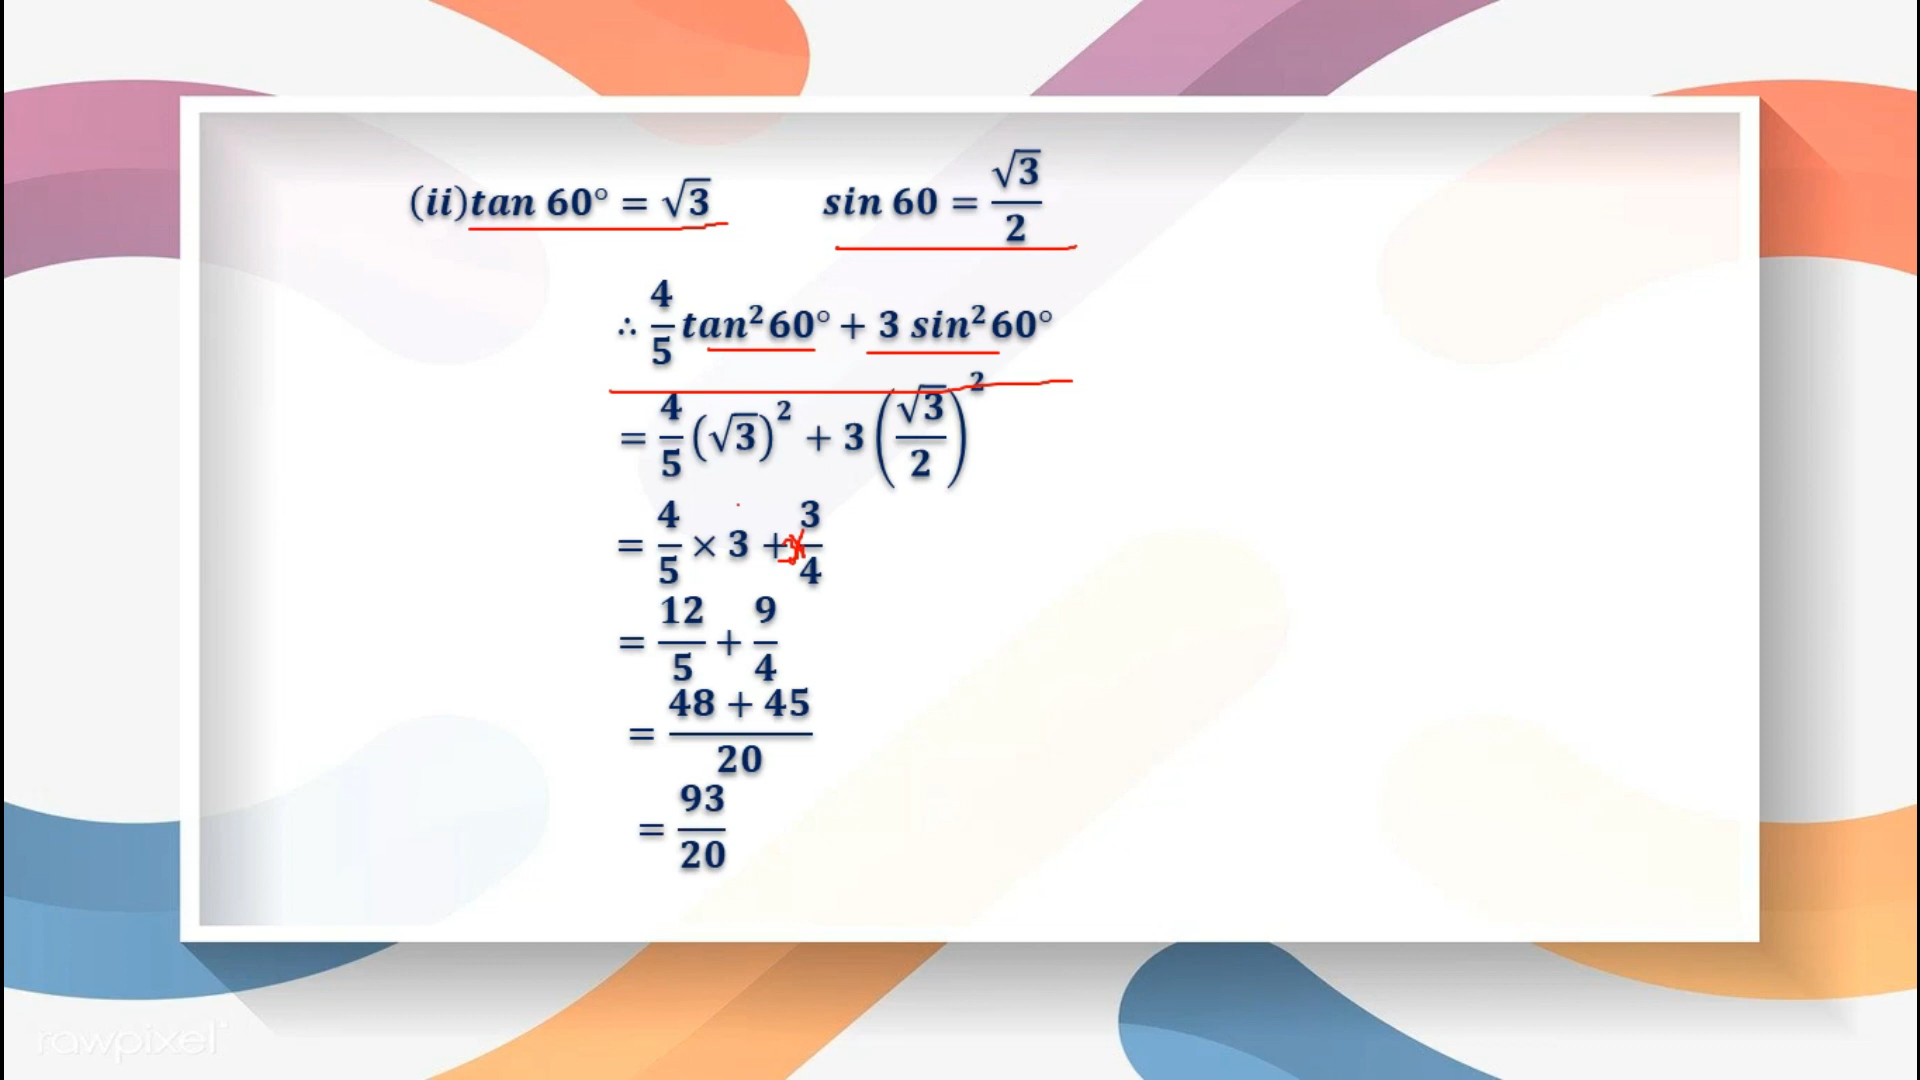 (ii)tan 60° = √3 sin 60 = √3/2
∴ 4/5 tan²60° + 3 sin²60°
= 4/5 (√3)² + 3 (√3/2)²
= 4/5 × 3 + 3× 3/4
= 12/5 + 9/4
= 48 + 45/20
= 93/20
rawpixel